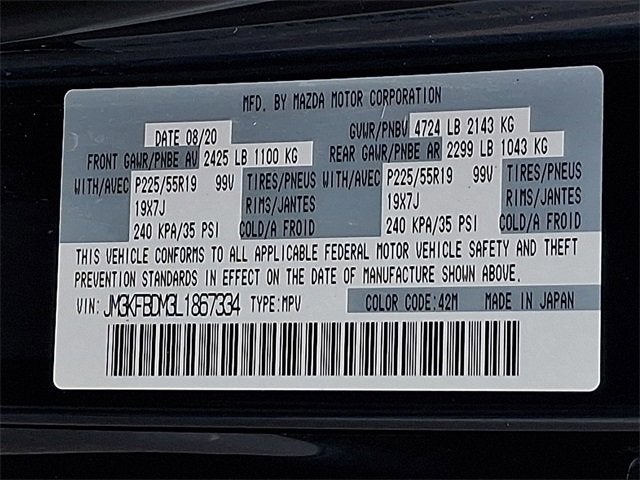 MFD. BY MAZDA MOTOR CORPORATION
DATE 08/20 GVWR/PNBV 4724 LB 2143 KG
FRONT GAWR/PNBE AV 2425 LB 1100 KG REAR GAWR/PNBE AR 2299 LB 1043 KG
WITH/AVEC P225/55R19 99V TIRES/PNEUS WITH/AVEC P225/55R19 99V TIRES/PNEUS
19X7J RIMS/JANTES 19X7J RIMS/JANTES
240 KPA/35 PSI COLD/A FROID 240 KPA/35 PSI COLD/A FROID
THIS VEHICLE CONFORMS TO ALL APPLICABLE FEDERAL MOTOR VEHICLE SAFETY AND THEFT
PREVENTION STANDARDS IN EFFECT ON THE DATE OF MANUFACTURE SHOWN ABOVE.
VIN: JM3KFBDM3L1867334 TYPE:MPV COLOR CODE:42M MADE IN JAPAN